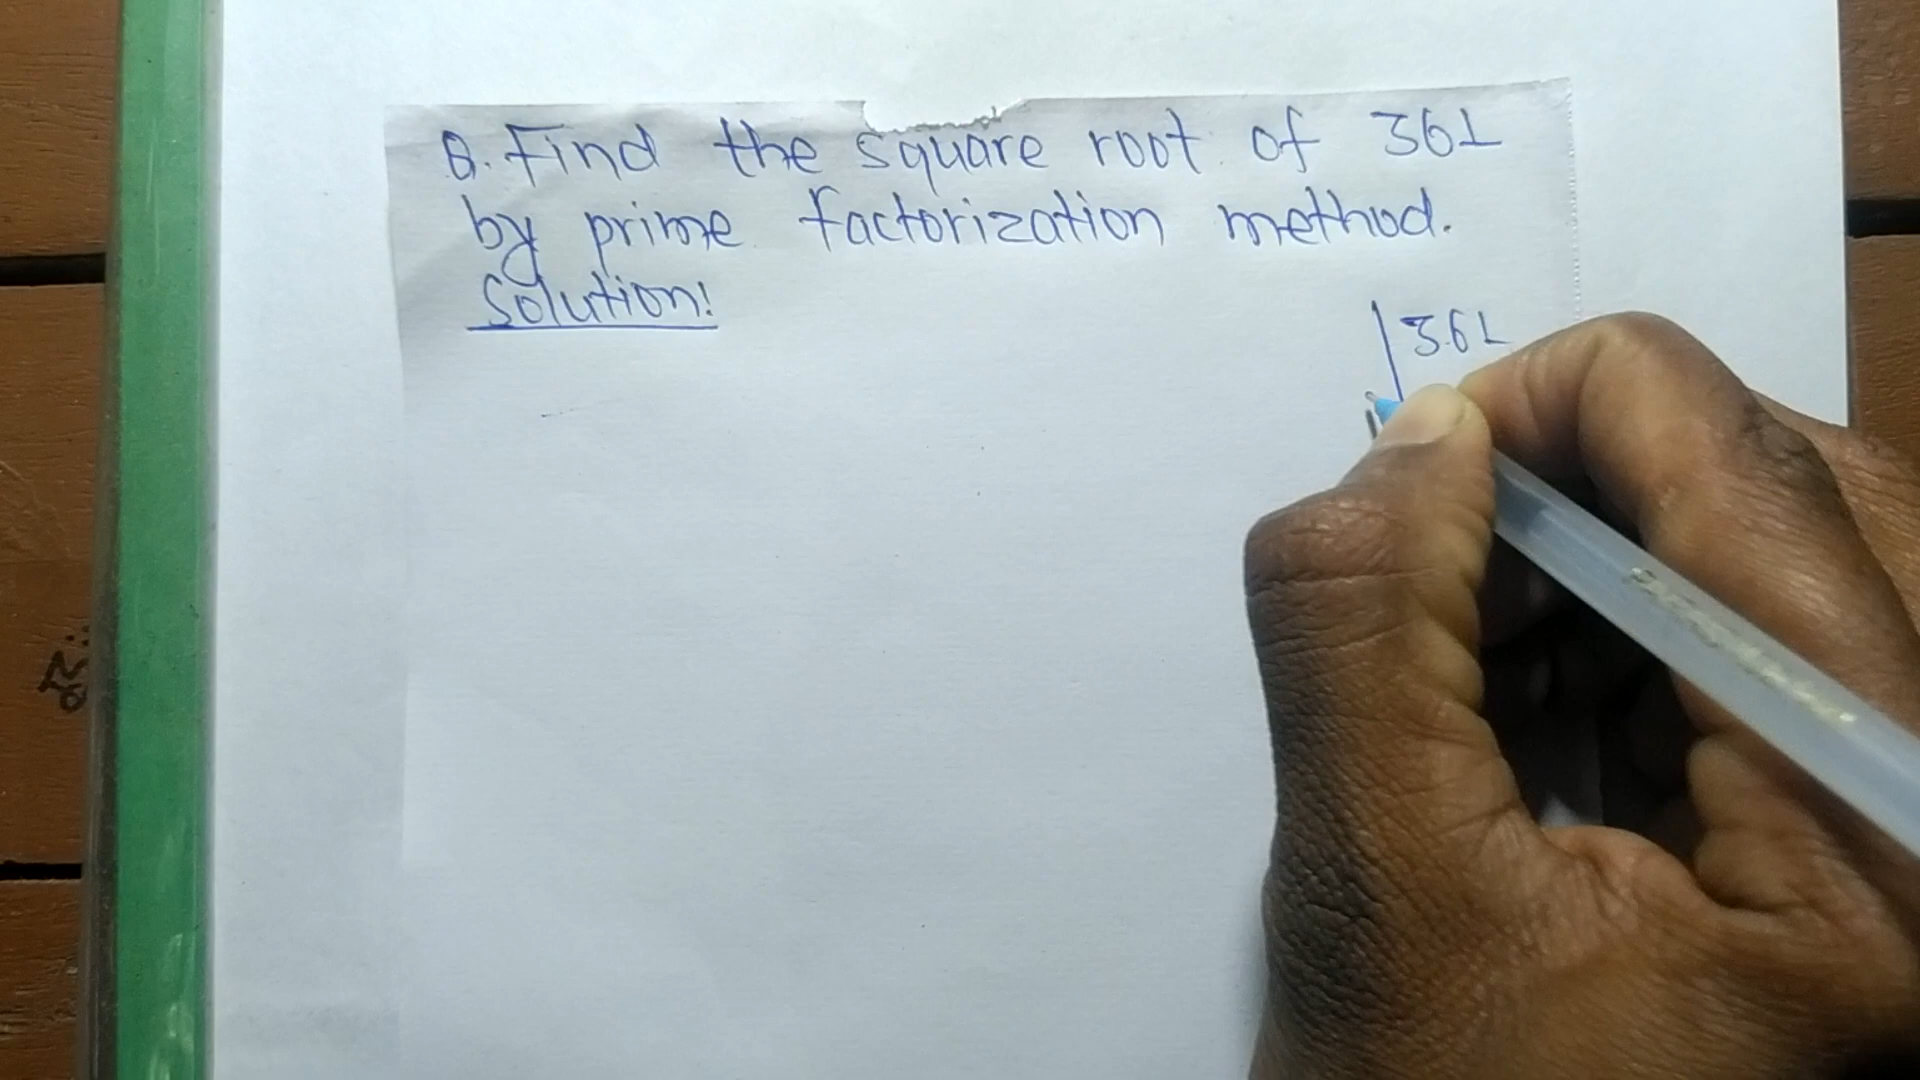 Q. Find the square root of 361
by prime factorization method.
Solution:
361